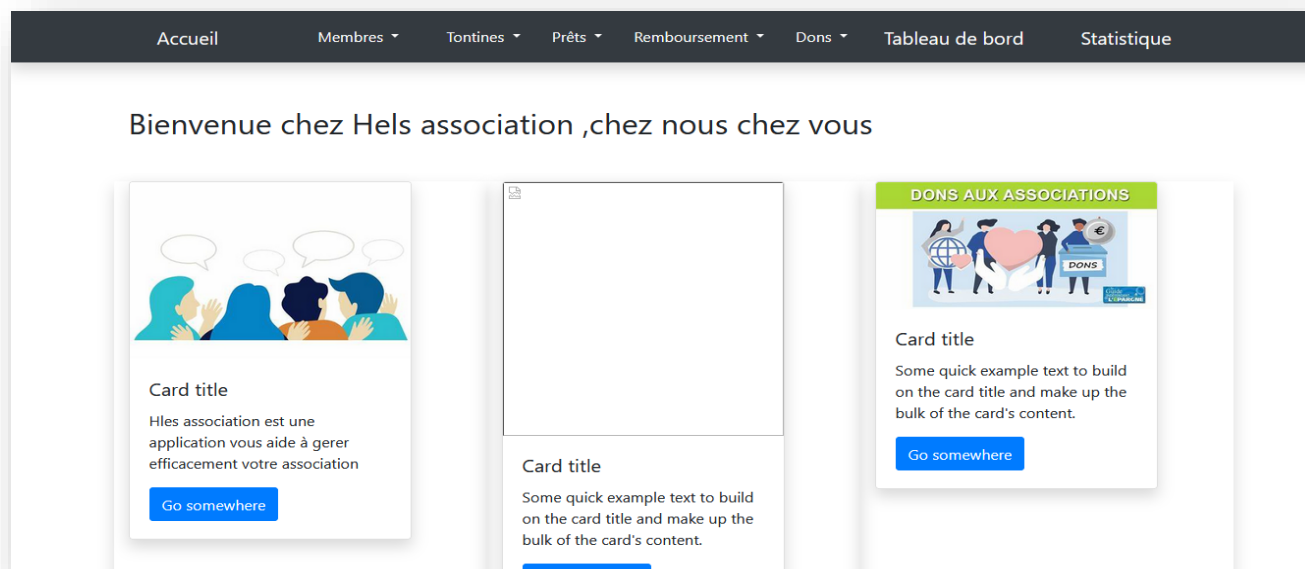 Accueil Membres Tontines Prêts Remboursement Dons Tableau de bord Statistique
Bienvenue chez Hels association ,chez nous chez vous
Card title
Hles association est une
application vous aide à gerer
efficacement votre association
Go somewhere
Card title
Some quick example text to build
on the card title and make up the
bulk of the card's content.
DONS AUX ASSOCIATIONS
€
DONS
L'EPARGNE
Card title
Some quick example text to build
on the card title and make up the
bulk of the card's content.
Go somewhere